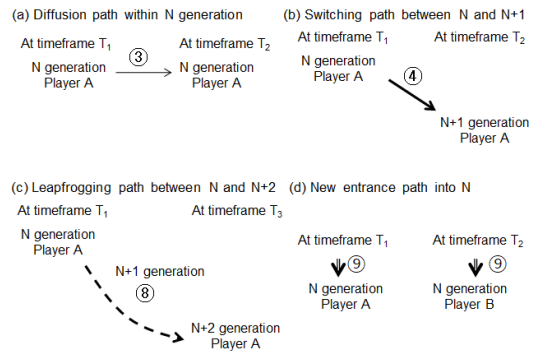 (a) Diffusion path within N generation
At timeframe T₁
At timeframe T₂
③
N generation
Player A
N generation
Player A
(b) Switching path between N and N+1
At timeframe T₁
At timeframe T₂
N generation
Player A
④
N+1 generation
Player A
(c) Leapfrogging path between N and N+2
At timeframe T₁
At timeframe T₃
N generation
Player A
N+1 generation
⑧
N+2 generation
Player A
(d) New entrance path into N
At timeframe T₁
At timeframe T₂
⑨
⑨
N generation
Player A
N generation
Player B